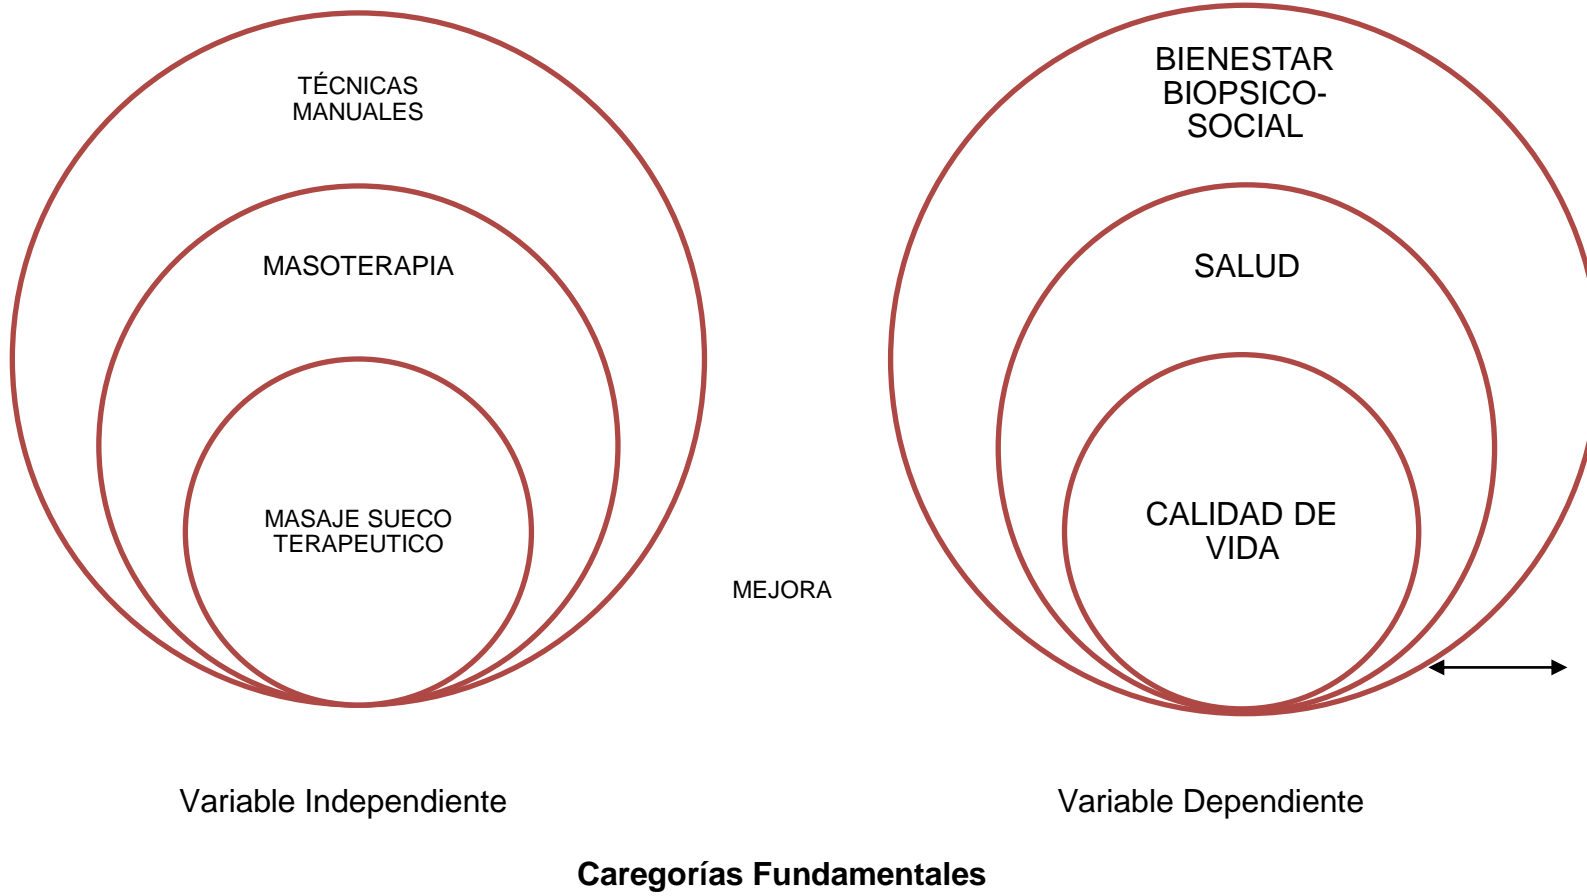 TÉCNICAS
MANUALES
MASOTERAPIA
MASAJE SUECO
TERAPEUTICO
MEJORA
BIENESTAR
BIOPSICO-
SOCIAL
SALUD
CALIDAD DE
VIDA
Variable Independiente
Variable Dependiente
Caregorías Fundamentales